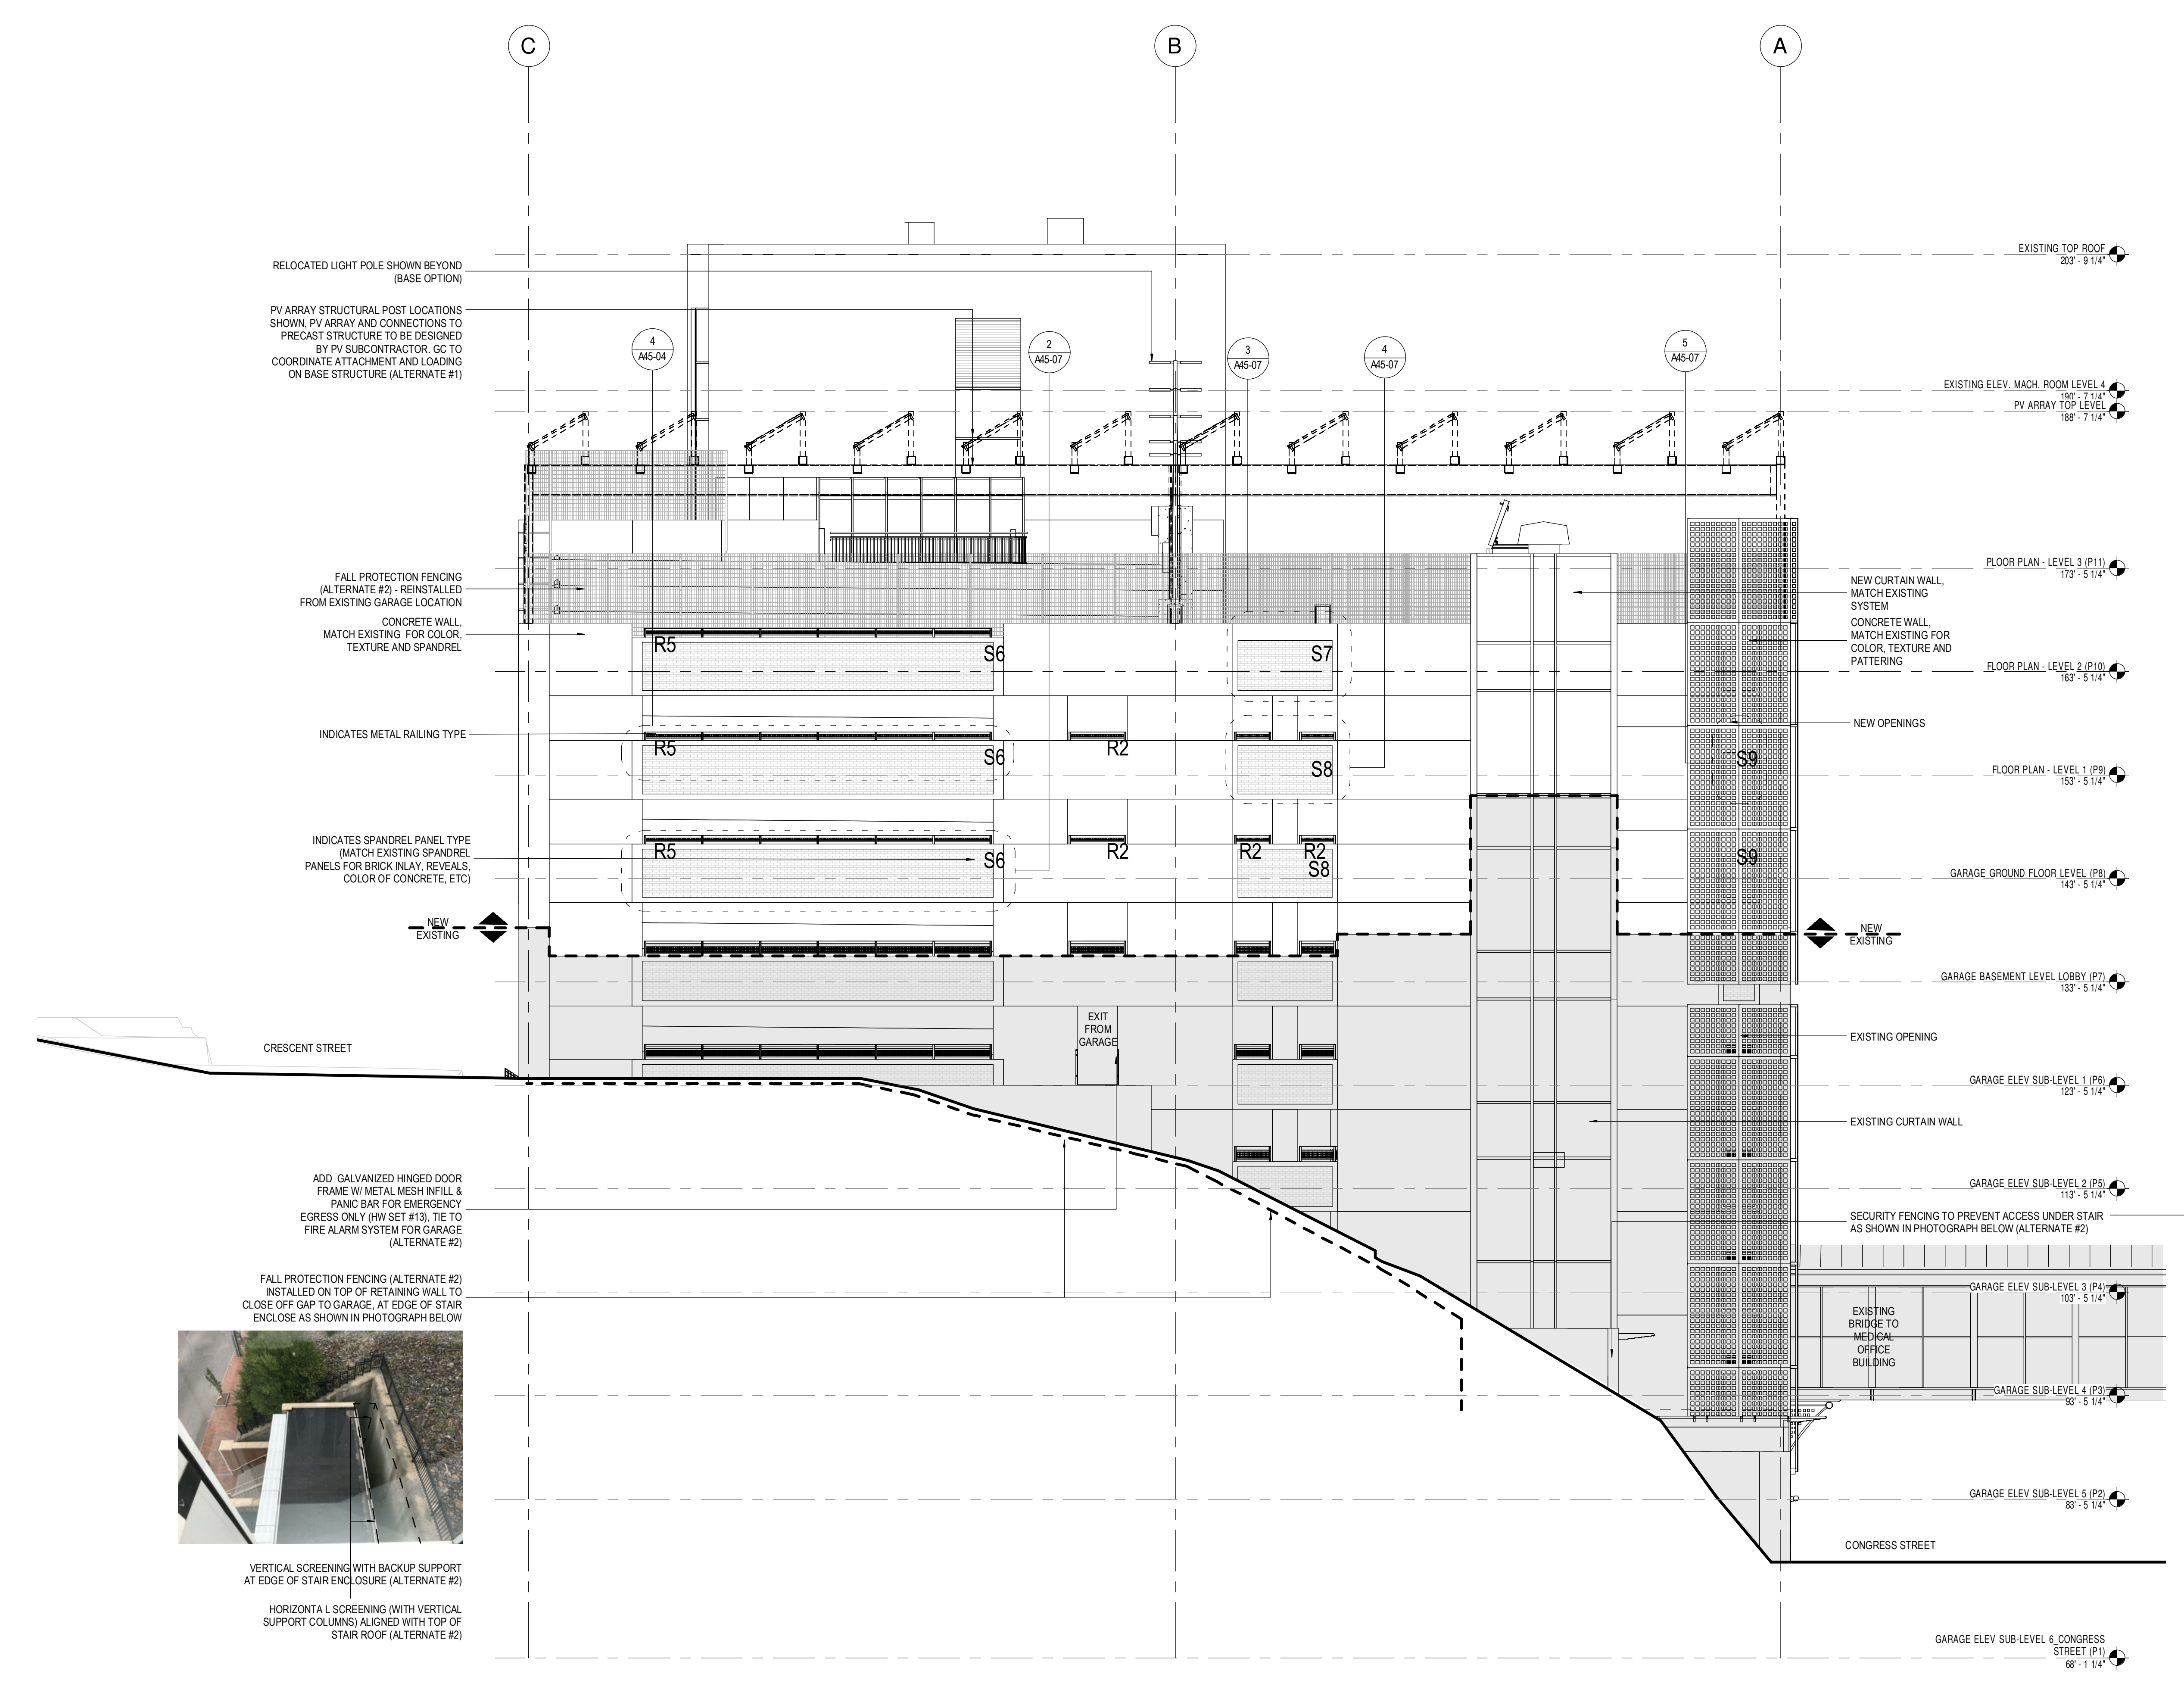 C
B
A
RELOCATED LIGHT POLE SHOWN BEYOND
(BASE OPTION)
PV ARRAY STRUCTURAL POST LOCATIONS
SHOWN, PV ARRAY AND CONNECTIONS TO
PRECAST STRUCTURE TO BE DESIGNED
BY PV SUBCONTRACTOR. GC TO
COORDINATE ATTACHMENT AND LOADING
ON BASE STRUCTURE (ALTERNATE #1)
4
A45-04
2
A45-07
3
A45-07
4
A45-07
5
A45-07
EXISTING TOP ROOF
203' - 9 1/4"
EXISTING ELEV. MACH. ROOM LEVEL 4
190' - 7 1/4"
PV ARRAY TOP LEVEL
188' - 7 1/4"
FALL PROTECTION FENCING
(ALTERNATE #2) - REINSTALLED
FROM EXISTING GARAGE LOCATION
CONCRETE WALL,
MATCH EXISTING FOR COLOR,
TEXTURE AND SPANDREL
INDICATES METAL RAILING TYPE
INDICATES SPANDREL PANEL TYPE
(MATCH EXISTING SPANDREL
PANELS FOR BRICK INLAY, REVEALS,
COLOR OF CONCRETE, ETC)
NEW
EXISTING
R5
S6
S7
R5
S6
R2
S8
S9
R5
S6
R2
R2
R2
S8
S9
NEW CURTAIN WALL,
MATCH EXISTING
SYSTEM
CONCRETE WALL,
MATCH EXISTING FOR
COLOR, TEXTURE AND
PATTERING
NEW OPENINGS
NEW
EXISTING
PLOOR PLAN - LEVEL 3 (P11)
173' - 5 1/4"
FLOOR PLAN - LEVEL 2 (P10)
163' - 5 1/4"
FLOOR PLAN - LEVEL 1 (P9)
153' - 5 1/4"
GARAGE GROUND FLOOR LEVEL (P8)
143' - 5 1/4"
GARAGE BASEMENT LEVEL LOBBY (P7)
133' - 5 1/4"
EXIT
FROM
GARAGE
CRESCENT STREET
EXISTING OPENING
GARAGE ELEV SUB-LEVEL 1 (P6)
123' - 5 1/4"
EXISTING CURTAIN WALL
ADD GALVANIZED HINGED DOOR
FRAME W/ METAL MESH INFILL &
PANIC BAR FOR EMERGENCY
EGRESS ONLY (HW SET #13), TIE TO
FIRE ALARM SYSTEM FOR GARAGE
(ALTERNATE #2)
GARAGE ELEV SUB-LEVEL 2 (P5)
113' - 5 1/4"
SECURITY FENCING TO PREVENT ACCESS UNDER STAIR
AS SHOWN IN PHOTOGRAPH BELOW (ALTERNATE #2)
FALL PROTECTION FENCING (ALTERNATE #2)
INSTALLED ON TOP OF RETAINING WALL TO
CLOSE OFF GAP TO GARAGE, AT EDGE OF STAIR
ENCLOSE AS SHOWN IN PHOTOGRAPH BELOW
GARAGE ELEV SUB-LEVEL 3 (P4)
103' - 5 1/4"
EXISTING
BRIDGE TO
MEDICAL
OFFICE
BUILDING
GARAGE SUB-LEVEL 4 (P3)
93' - 5 1/4"
GARAGE ELEV SUB-LEVEL 5 (P2)
83' - 5 1/4"
CONGRESS STREET
VERTICAL SCREENING WITH BACKUP SUPPORT
AT EDGE OF STAIR ENCLOSURE (ALTERNATE #2)
HORIZONTA L SCREENING (WITH VERTICAL
SUPPORT COLUMNS) ALIGNED WITH TOP OF
STAIR ROOF (ALTERNATE #2)
GARAGE ELEV SUB-LEVEL 6_CONGRESS
STREET (P1)
68' - 1 1/4"